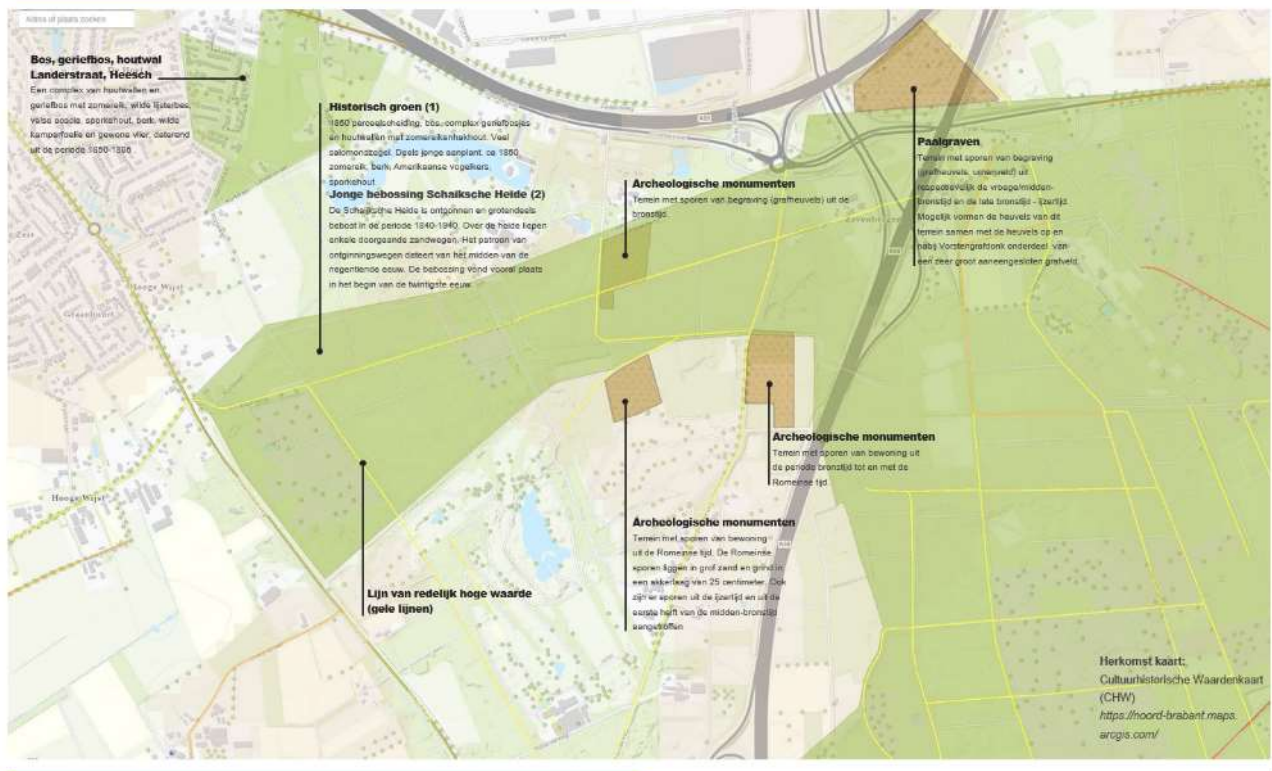 Adres of plaats zoeken
Bos, geriefbos, houtwal
Landerstraat, Heesch
Een complex van houtwallen en
geriefbos met zomereik, wilde lijsterbes,
valse acacia, sporkehout, berk, wilde
kamperfoelie en gewone vlier, daterend
uit de periode 1850-1895
Historisch groen (1)
1850 perceelscheiding, bos, complex geriefbosjes
en houtwallen met zomereikenhakhout. Veel
salomonszegel. Deels jonge aanplant, ca 1960,
zomereik, berk, Amerikaanse vogelkers,
sporkehout
Jonge bebossing Schaiksche Heide (2)
De Schaiksche Heide is ontgonnen en grotendeels
bebost in de periode 1840-1940. Over de heide liepen
enkele doorgaande zandwegen. Het patroon van
ontginningswegen dateert van het midden van de
negentiende eeuw. De bebossing vond vooral plaats
in het begin van de twintigste eeuw.
Archeologische monumenten
Terrein met sporen van begraving (grafheuvels) uit de
bronstijd.
Paalgraven
Terrein met sporen van begraving
(grafheuvels, urnenveld) uit
respectievelijk de vroege/midden-
bronstijd en de late bronstijd - ijzertijd.
Mogelijk vormen de heuvels van dit
terrein samen met de heuvels op en
nabij Vorstengrafdonk onderdeel van
een zeer groot aaneengesloten grafveld.
Hooge Wijst
Hooge Wijst
Archeologische monumenten
Terrein met sporen van bewoning uit
de periode bronstijd tot en met de
Romeinse tijd
Archeologische monumenten
Terrein met sporen van bewoning
uit de Romeinse tijd. De Romeinse
sporen liggen in grof zand en grind in
een akkerlaag van 25 centimeter. Ook
zijn er sporen uit de ijzertijd en uit de
eerste helft van de midden-bronstijd
aangetroffen
Lijn van redelijk hoge waarde
(gele lijnen)
Herkomst kaart:
Cultuurhistorische Waardenkaart
(CHW)
https://noord-brabant.maps.
arcgis.com/